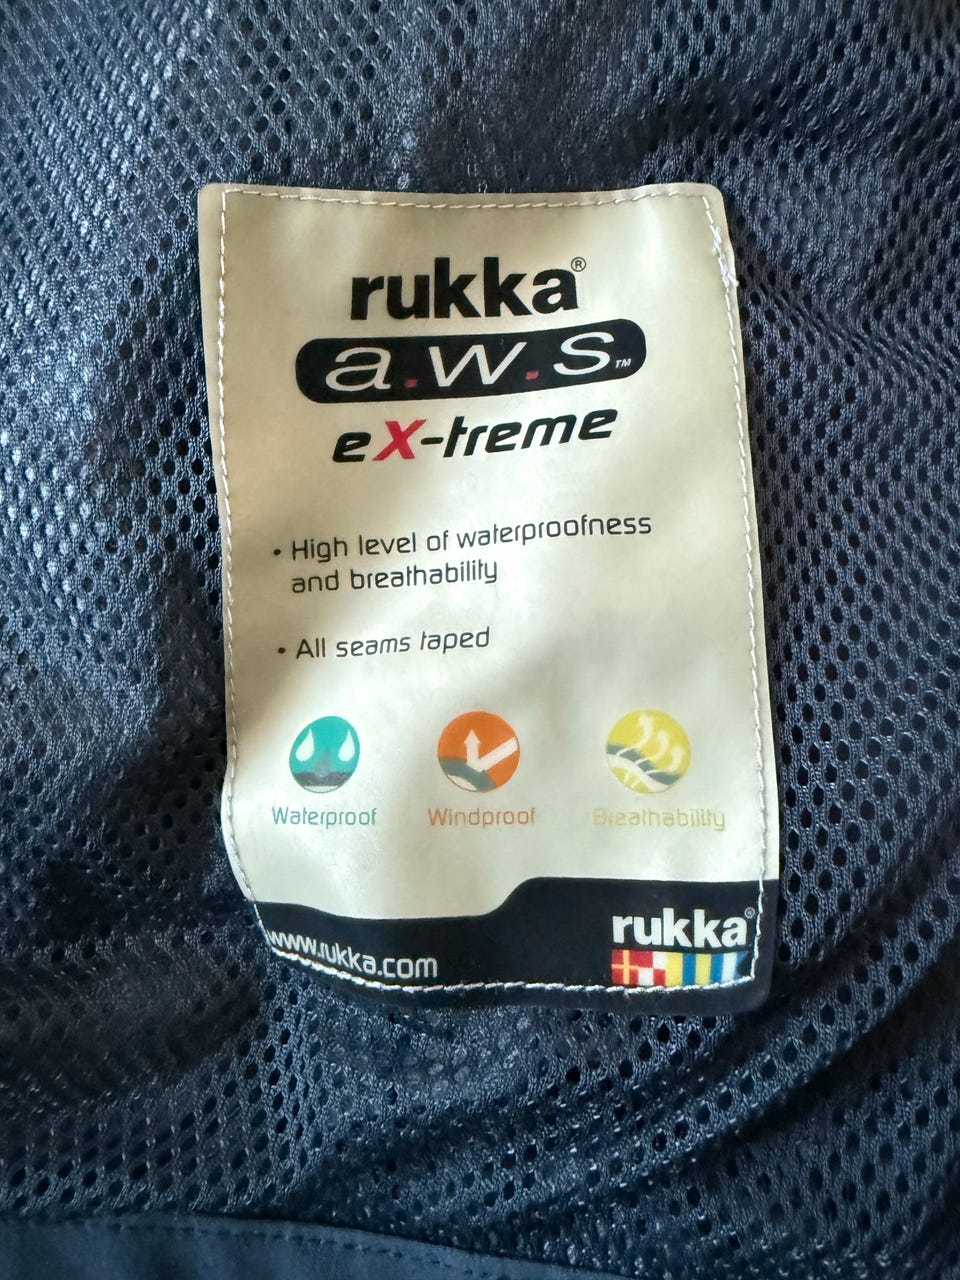 rukka®
a.w.s™
eX-treme
• High level of waterproofness
and breathability
• All seams taped
Waterproof Windproof Breathability
www.rukka.com
rukka®